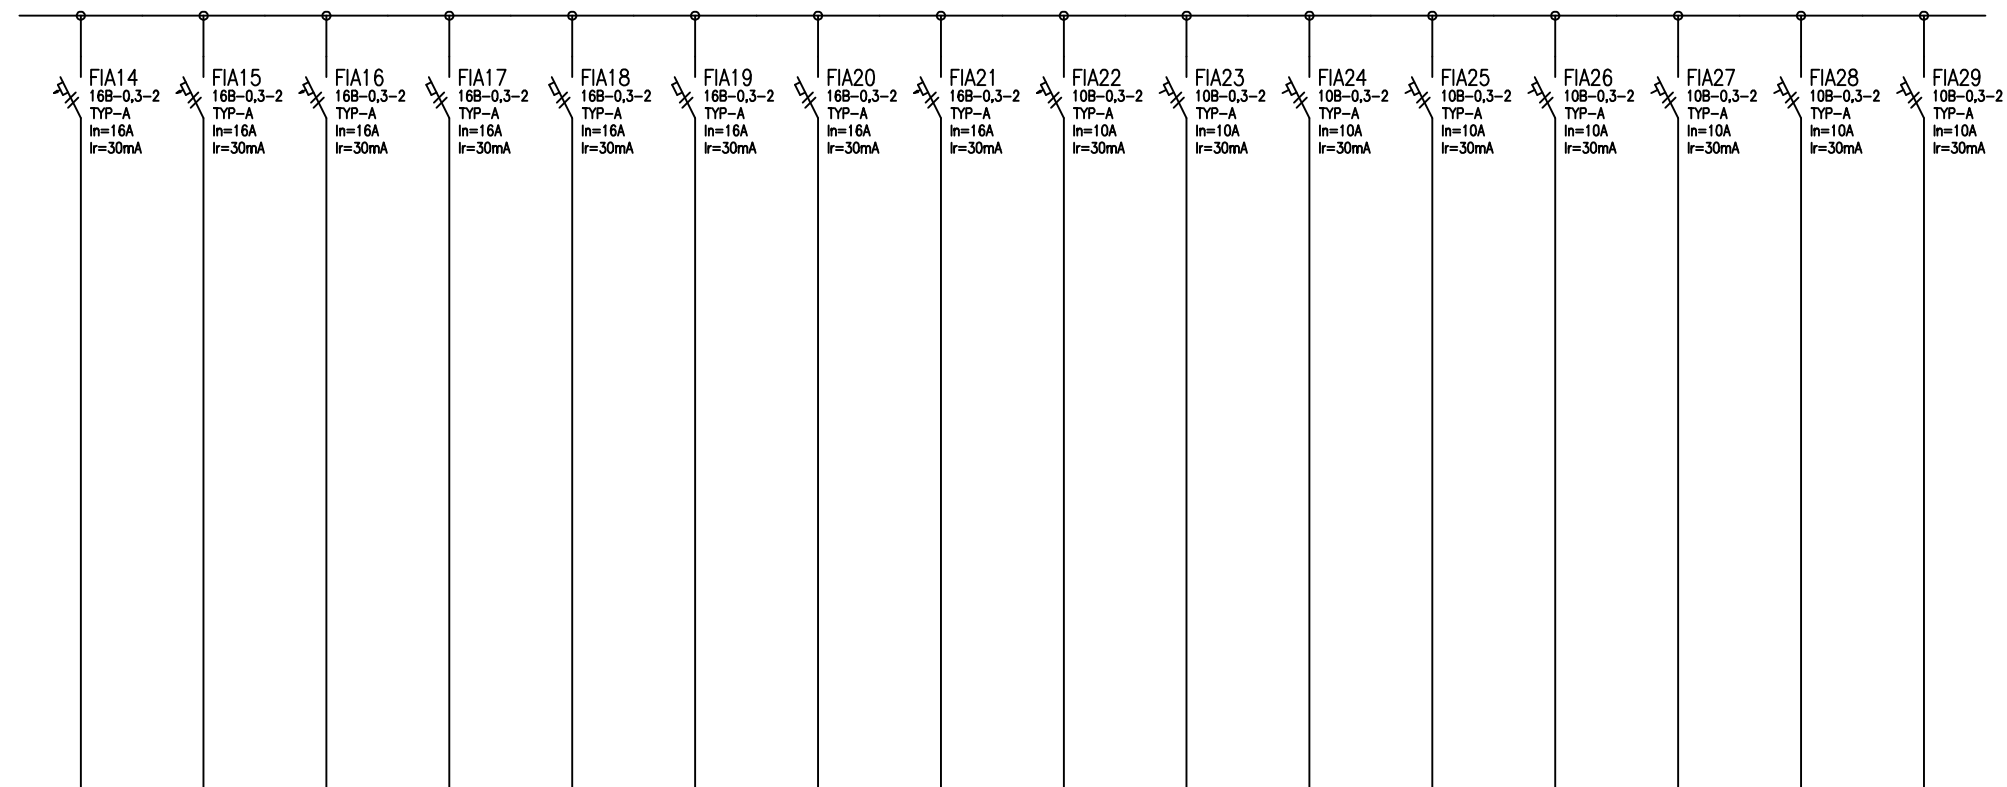 FIA14
16B-0,3-2
TYP-A
In=16A
Ir=30mA
FIA15
16B-0,3-2
TYP-A
In=16A
Ir=30mA
FIA16
16B-0,3-2
TYP-A
In=16A
Ir=30mA
FIA17
16B-0,3-2
TYP-A
In=16A
Ir=30mA
FIA18
16B-0,3-2
TYP-A
In=16A
Ir=30mA
FIA19
16B-0,3-2
TYP-A
In=16A
Ir=30mA
FIA20
16B-0,3-2
TYP-A
In=16A
Ir=30mA
FIA21
16B-0,3-2
TYP-A
In=16A
Ir=30mA
FIA22
10B-0,3-2
TYP-A
In=10A
Ir=30mA
FIA23
10B-0,3-2
TYP-A
In=10A
Ir=30mA
FIA24
10B-0,3-2
TYP-A
In=10A
Ir=30mA
FIA25
10B-0,3-2
TYP-A
In=10A
Ir=30mA
FIA26
10B-0,3-2
TYP-A
In=10A
Ir=30mA
FIA27
10B-0,3-2
TYP-A
In=10A
Ir=30mA
FIA28
10B-0,3-2
TYP-A
In=10A
Ir=30mA
FIA29
10B-0,3-2
TYP-A
In=10A
Ir=30mA